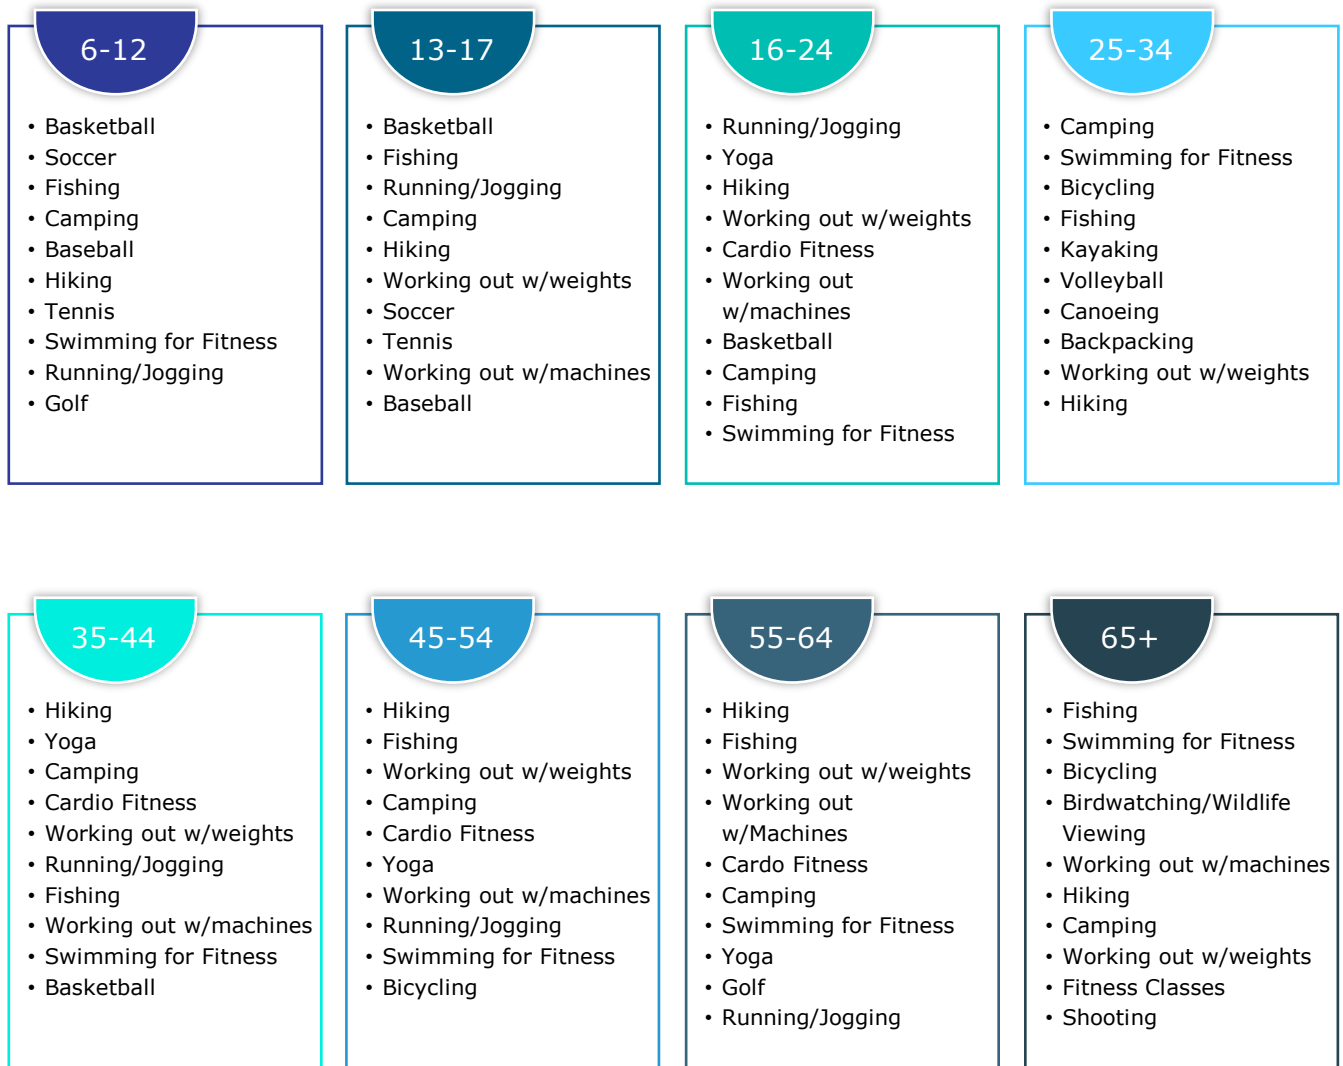 6-12
• Basketball
• Soccer
• Fishing
• Camping
• Baseball
• Hiking
• Tennis
• Swimming for Fitness
• Running/Jogging
• Golf
13-17
• Basketball
• Fishing
• Running/Jogging
• Camping
• Hiking
• Working out w/weights
• Soccer
• Tennis
• Working out w/machines
• Baseball
16-24
• Running/Jogging
• Yoga
• Hiking
• Working out w/weights
• Cardio Fitness
• Working out
w/machines
• Basketball
• Camping
• Fishing
• Swimming for Fitness
25-34
• Camping
• Swimming for Fitness
• Bicycling
• Fishing
• Kayaking
• Volleyball
• Canoeing
• Backpacking
• Working out w/weights
• Hiking
35-44
• Hiking
• Yoga
• Camping
• Cardio Fitness
• Working out w/weights
• Running/Jogging
• Fishing
• Working out w/machines
• Swimming for Fitness
• Basketball
45-54
• Hiking
• Fishing
• Working out w/weights
• Camping
• Cardio Fitness
• Yoga
• Working out w/machines
• Running/Jogging
• Swimming for Fitness
• Bicycling
55-64
• Hiking
• Fishing
• Working out w/weights
• Working out
w/Machines
• Cardo Fitness
• Camping
• Swimming for Fitness
• Yoga
• Golf
• Running/Jogging
65+
• Fishing
• Swimming for Fitness
• Bicycling
• Birdwatching/Wildlife
Viewing
• Working out w/machines
• Hiking
• Camping
• Working out w/weights
• Fitness Classes
• Shooting